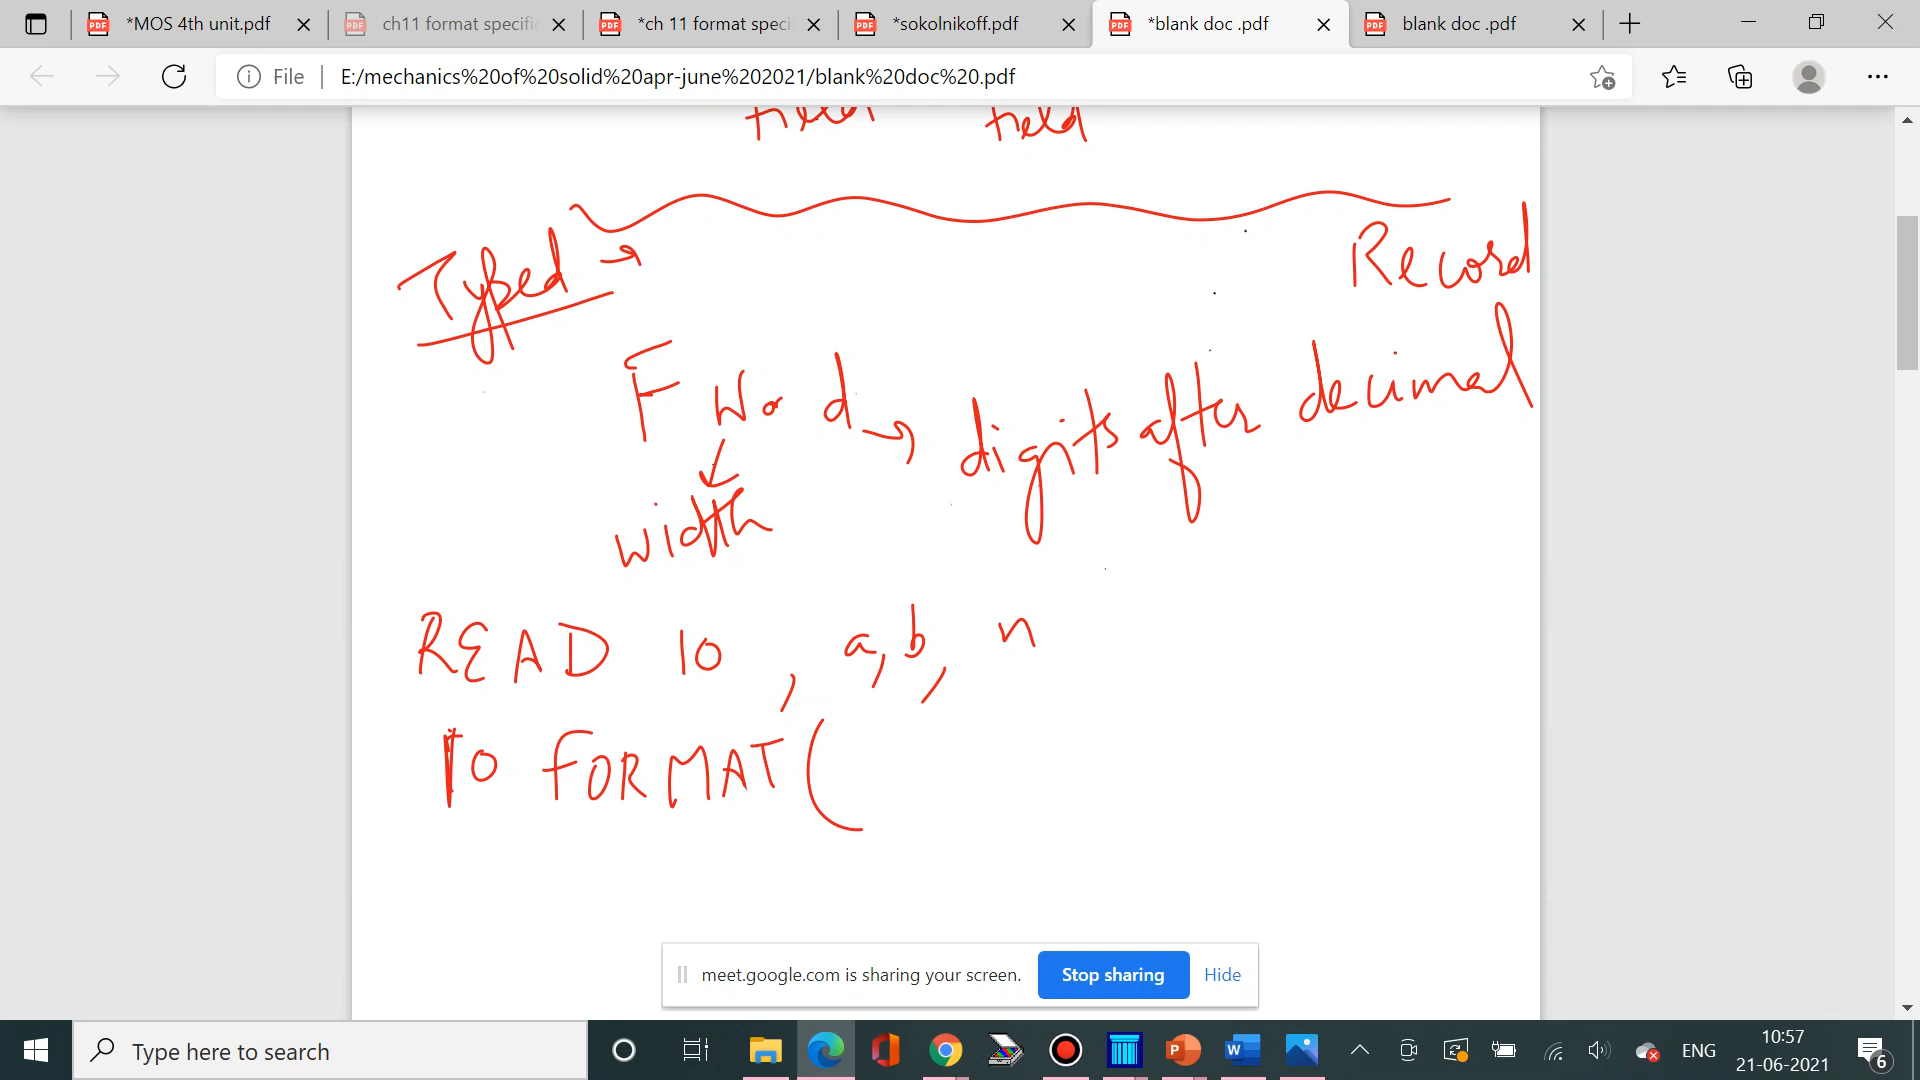 *MOS 4th unit.pdf
ch11 format specific
*ch 11 format speci
*sokolnikoff.pdf
*blank doc .pdf
blank doc .pdf
File
E:/mechanics%20of%20solid%20apr-june%202021/blank%20doc%20.pdf
field field
Typed → Record
F W . d → digits after decimal
width
READ 10 , a, b, n
10 FORMAT (
meet.google.com is sharing your screen. Stop sharing Hide
Type here to search
ENG
10:57
21-06-2021
6